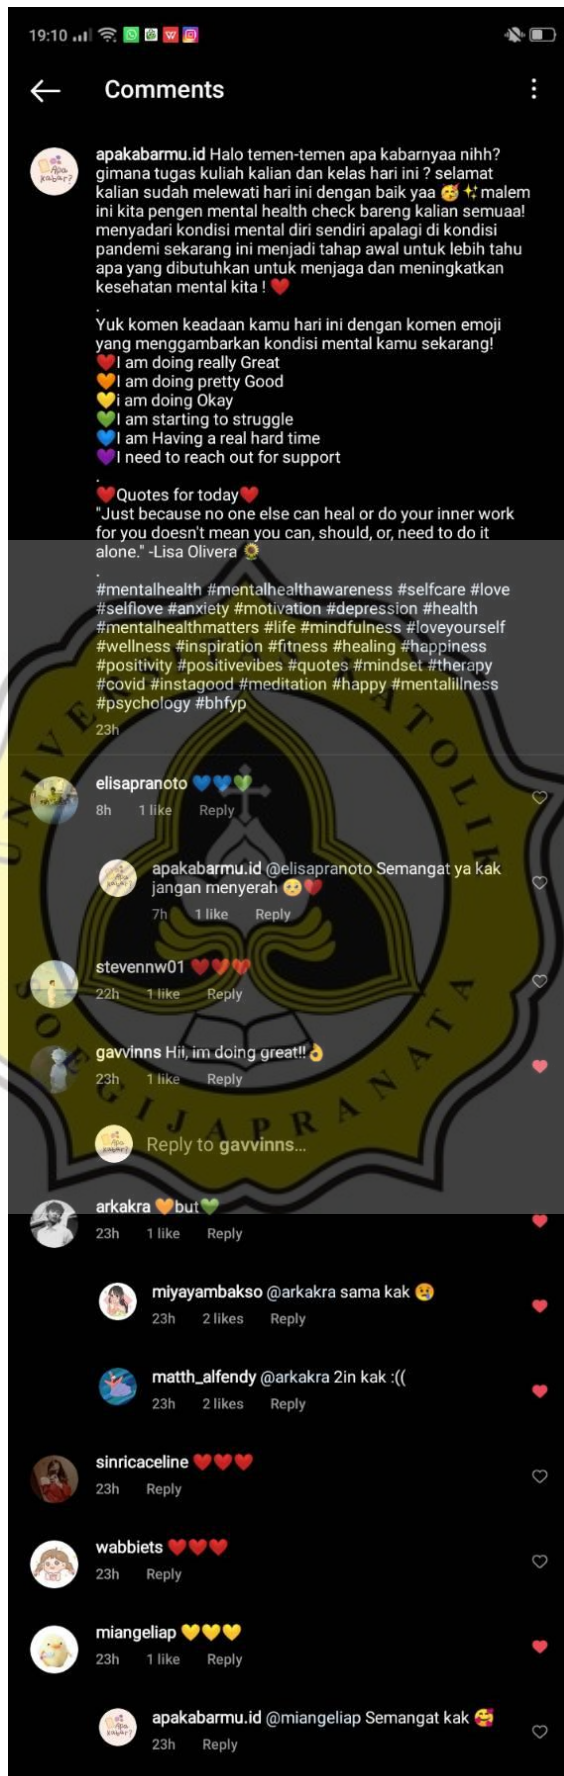 19:10
Comments
apakabarmu.id Halo temen-temen apa kabarnyaa nihh?
gimana tugas kuliah kalian dan kelas hari ini ? selamat
kalian sudah melewati hari ini dengan baik yaa 🥳✨malem
ini kita pengen mental health check bareng kalian semuaa!
menyadari kondisi mental diri sendiri apalagi di kondisi
pandemi sekarang ini menjadi tahap awal untuk lebih tahu
apa yang dibutuhkan untuk menjaga dan meningkatkan
kesehatan mental kita ! ❤️
.
Yuk komen keadaan kamu hari ini dengan komen emoji
yang menggambarkan kondisi mental kamu sekarang!
❤️I am doing really Great
🧡I am doing pretty Good
💛i am doing Okay
💚I am starting to struggle
💙I am Having a real hard time
💜I need to reach out for support
.
❤️Quotes for today❤️
"Just because no one else can heal or do your inner work
for you doesn't mean you can, should, or, need to do it
alone." -Lisa Olivera 🌻
.
#mentalhealth #mentalhealthawareness #selfcare #love
#selflove #anxiety #motivation #depression #health
#mentalhealthmatters #life #mindfulness #loveyourself
#wellness #inspiration #fitness #healing #happiness
#positivity #positivevibes #quotes #mindset #therapy
#covid #instagood #meditation #happy #mentalillness
#psychology #bhfyp
23h
elisapranoto 💙💙💚
8h 1 like Reply
apakabarmu.id @elisapranoto Semangat ya kak
jangan menyerah 🥺❤️
7h 1 like Reply
stevennw01 ❤️🧡🧡
22h 1 like Reply
gavvinns Hii, im doing great!!👌
23h 1 like Reply
Reply to gavvinns...
arkakra 🧡but💚
23h 1 like Reply
miyayambakso @arkakra sama kak 😢
23h 2 likes Reply
matth_alfendy @arkakra 2in kak :((
23h 2 likes Reply
sinricaceline ❤️❤️❤️
23h Reply
wabbiets ❤️❤️❤️
23h Reply
miangeliap 💛💛💛
23h 1 like Reply
apakabarmu.id @miangeliap Semangat kak 🥰
23h Reply
UNIVERSITAS KATOLIK
SOEGIJAPRANATA